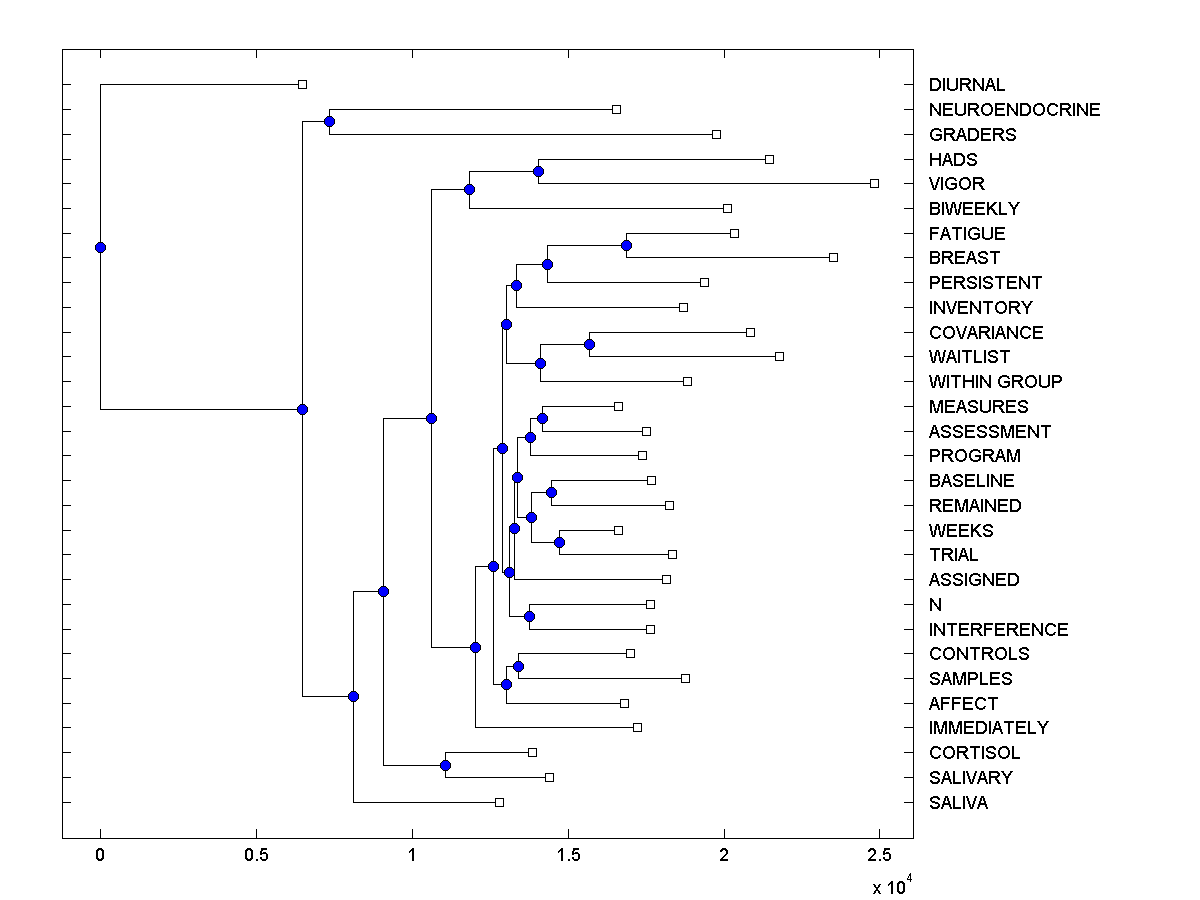 DIURNAL
NEUROENDOCRINE
GRADERS
HADS
VIGOR
BIWEEKLY
FATIGUE
BREAST
PERSISTENT
INVENTORY
COVARIANCE
WAITLIST
WITHIN GROUP
MEASURES
ASSESSMENT
PROGRAM
BASELINE
REMAINED
WEEKS
TRIAL
ASSIGNED
N
INTERFERENCE
CONTROLS
SAMPLES
AFFECT
IMMEDIATELY
CORTISOL
SALIVARY
SALIVA
0 0.5 1 1.5 2 2.5
x 10^4